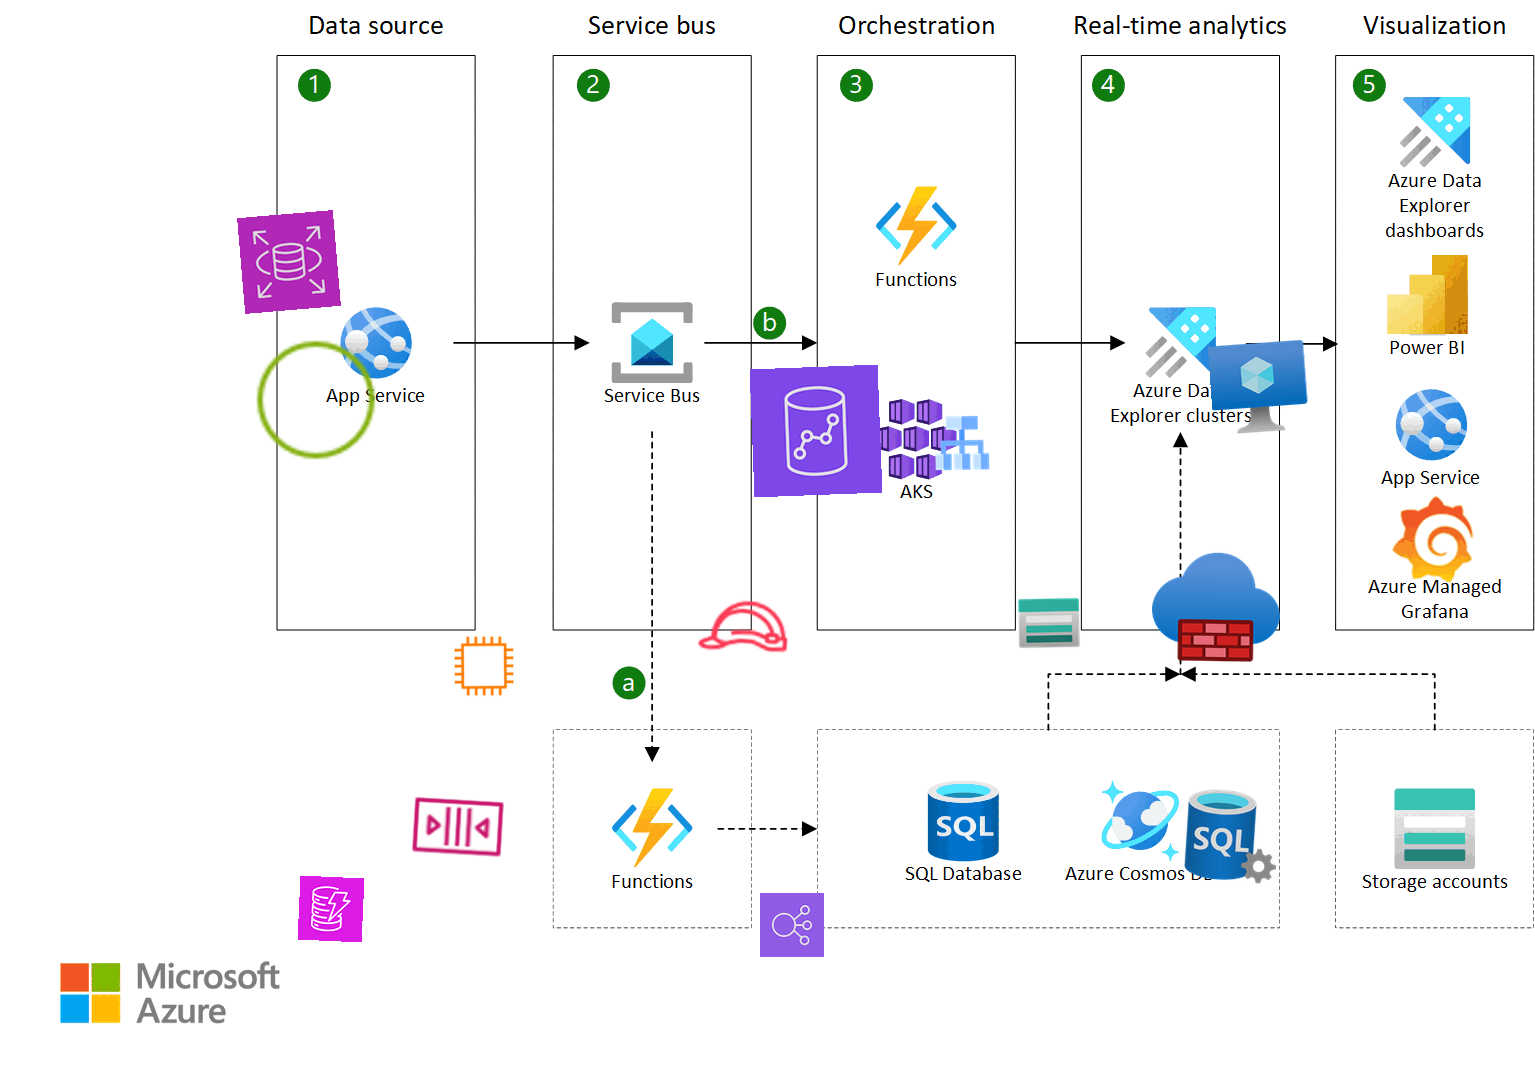 Data source
Service bus
Orchestration
Real-time analytics
Visualization
1
2
3
4
5
Azure Data
Explorer
dashboards
Functions
b
Power BI
App Service
Service Bus
Azure Da
Explorer clusters
App Service
AKS
Azure Managed
Grafana
a
SQL
SQL
Functions
SQL Database
Azure Cosmos D
Storage accounts
Microsoft
Azure